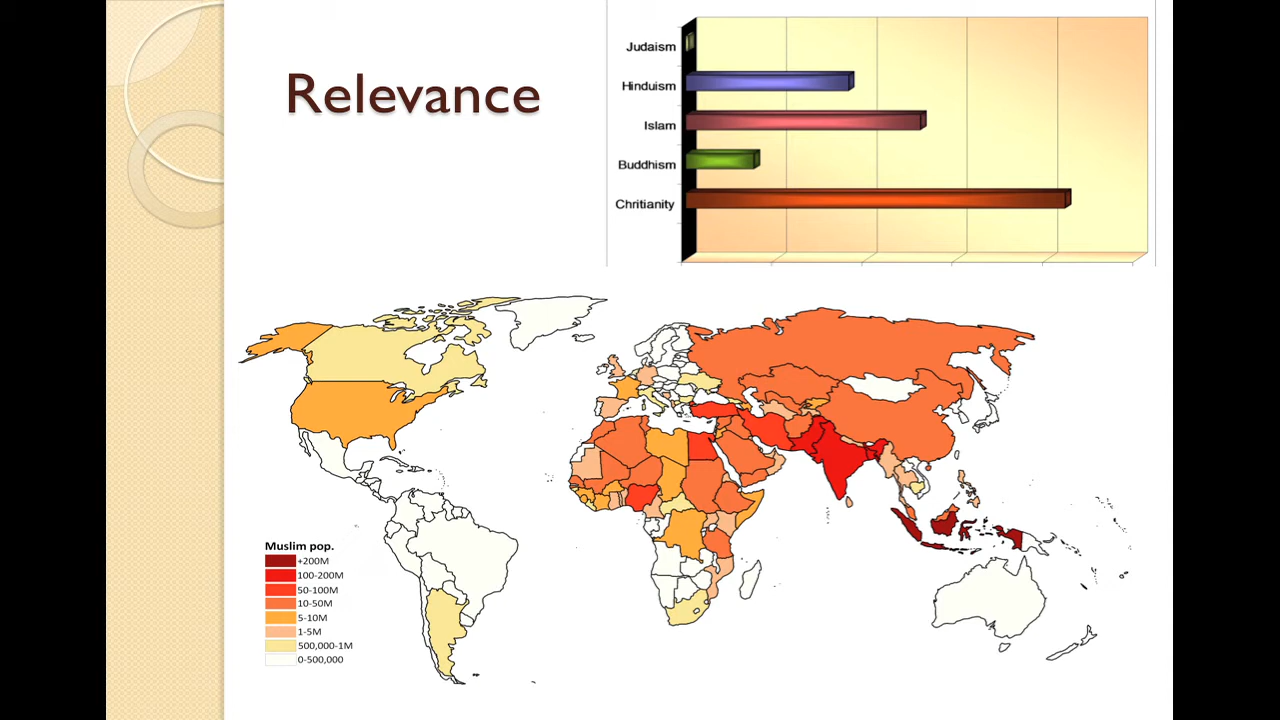 Relevance
Judaism
Hinduism
Islam
Buddhism
Chritianity
Muslim pop.
+200M
100-200M
50-100M
10-50M
5-10M
1-5M
500,000-1M
0-500,000